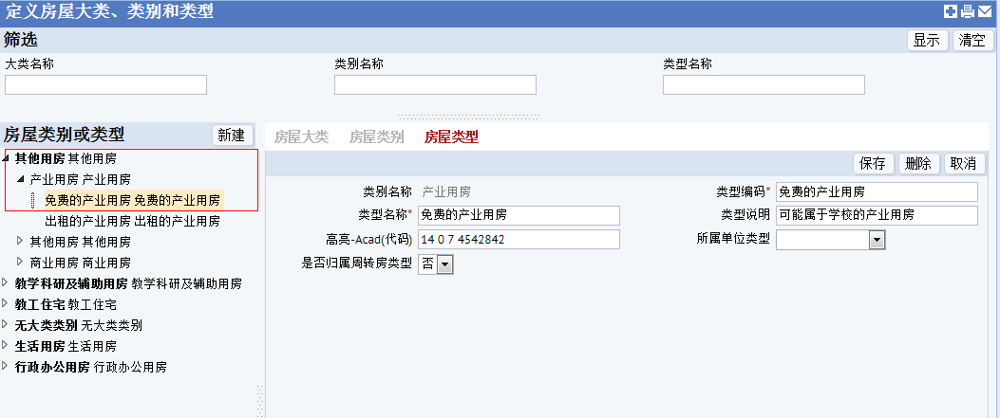 定义房屋大类、类别和类型
筛选 显示 清空
大类名称 类别名称 类型名称
房屋类别或类型 新建
其他用房 其他用房
产业用房 产业用房
免费的产业用房 免费的产业用房
出租的产业用房 出租的产业用房
其他用房 其他用房
商业用房 商业用房
教学科研及辅助用房 教学科研及辅助用房
教工住宅 教工住宅
无大类类别 无大类类别
生活用房 生活用房
行政办公用房 行政办公用房
房屋大类 房屋类别 房屋类型
保存 删除 取消
类别名称 产业用房 类型编码* 免费的产业用房
类型名称* 免费的产业用房 类型说明 可能属于学校的产业用房
高亮-Acad(代码) 14 0 7 4542842 所属单位类型
是否归属周转房类型 否